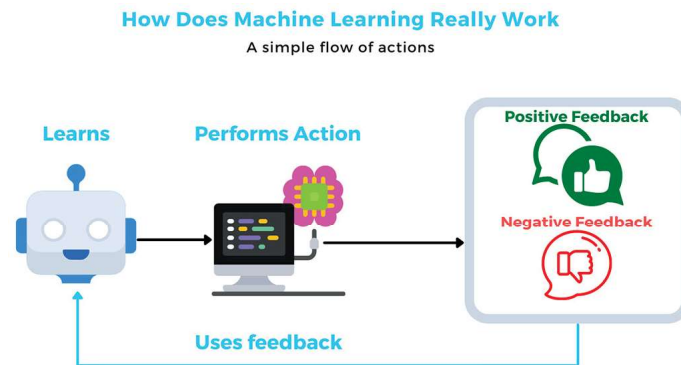 How Does Machine Learning Really Work
A simple flow of actions
Learns
Performs Action
Positive Feedback
Negative Feedback
Uses feedback